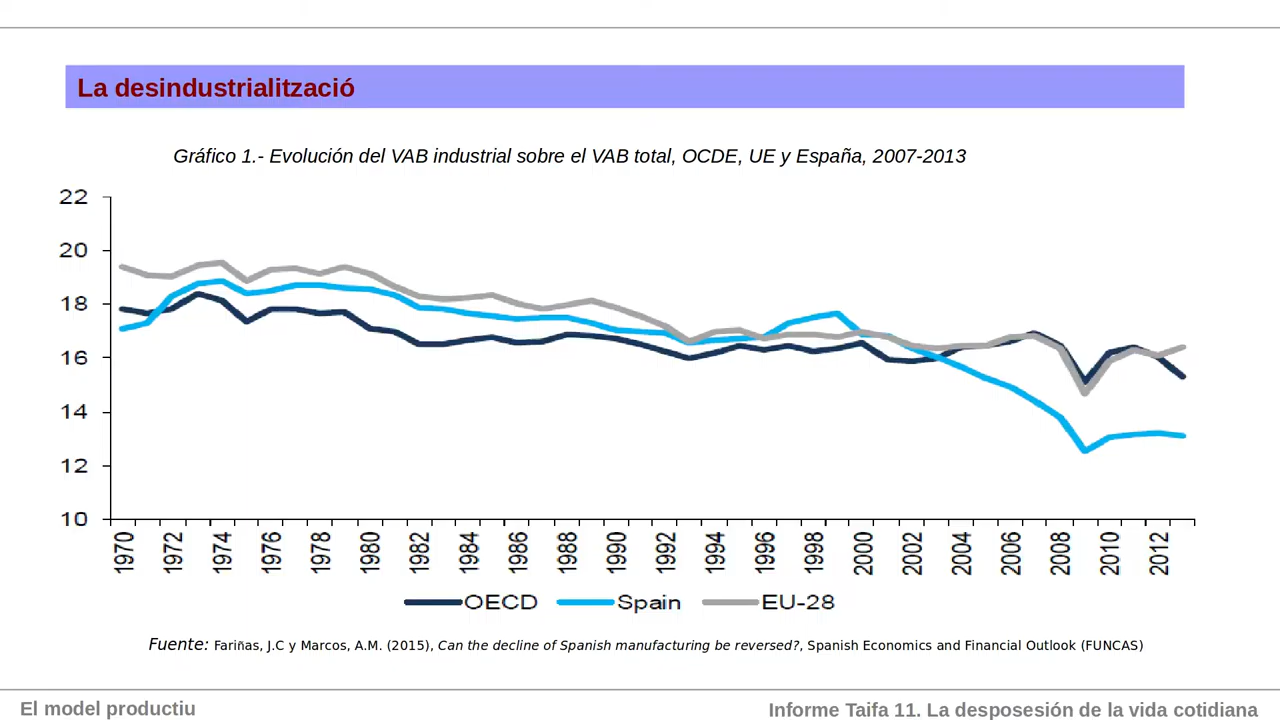 La desindustrialització
Gráfico 1.- Evolución del VAB industrial sobre el VAB total, OCDE, UE y España, 2007-2013
22
20
18
16
14
12
10
1970 1972 1974 1976 1978 1980 1982 1984 1986 1988 1990 1992 1994 1996 1998 2000 2002 2004 2006 2008 2010 2012
OECD Spain EU-28
Fuente: Fariñas, J.C y Marcos, A.M. (2015), Can the decline of Spanish manufacturing be reversed?, Spanish Economics and Financial Outlook (FUNCAS)
El model productiu
Informe Taifa 11. La desposesión de la vida cotidiana